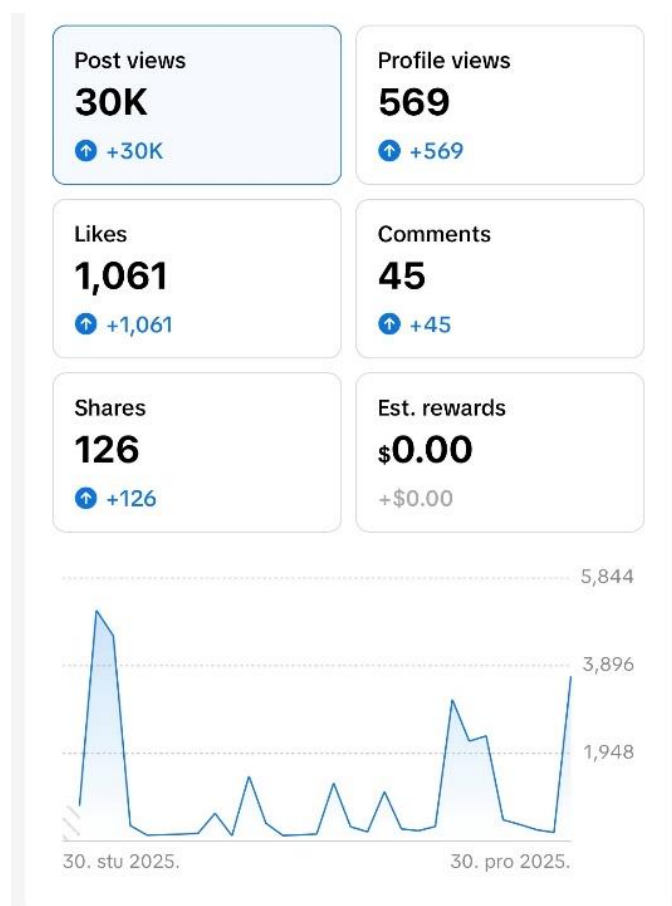 Post views
30K
+30K
Profile views
569
+569
Likes
1,061
+1,061
Comments
45
+45
Shares
126
+126
Est. rewards
$0.00
+$0.00
5,844
3,896
1,948
30. stu 2025.
30. pro 2025.